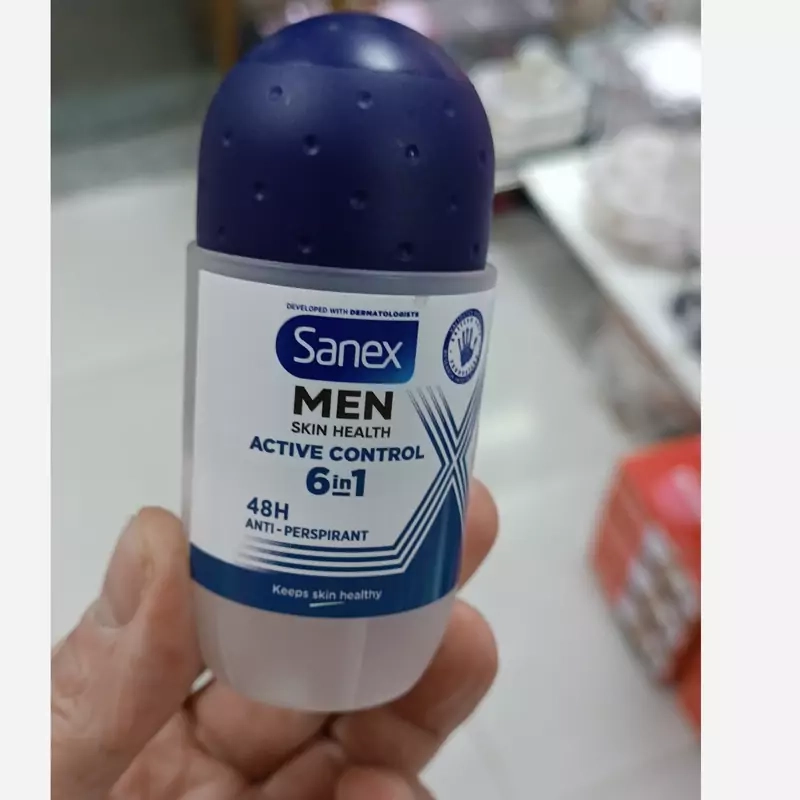 DEVELOPED WITH DERMATOLOGISTS
Sanex
MEN
SKIN HEALTH
ACTIVE CONTROL
6in1
48H
ANTI-PERSPIRANT
Keeps skin healthy